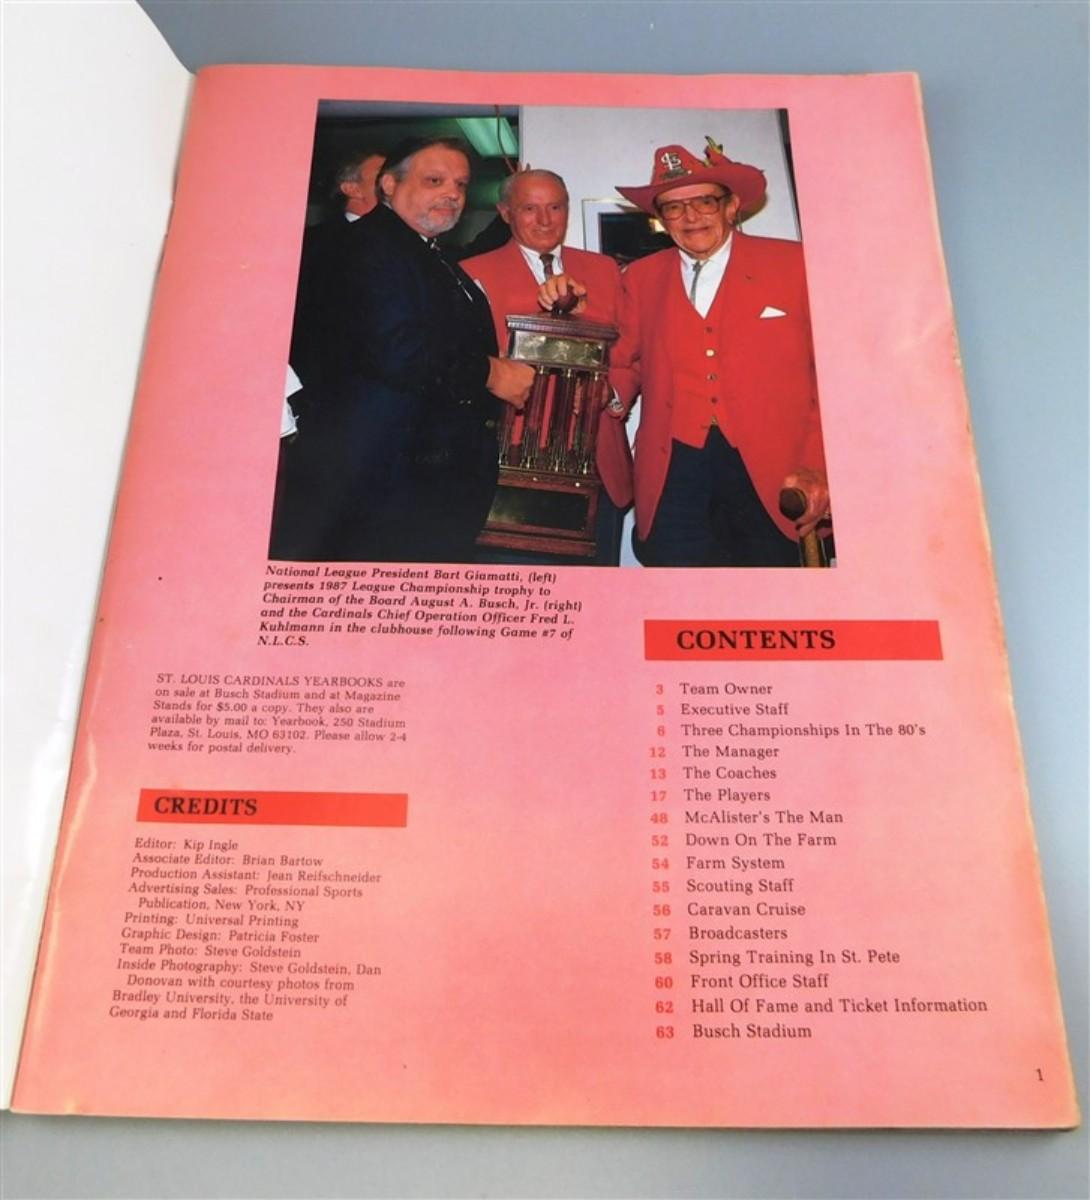 National League President Bart Giamatti, (left)
presents 1987 League Championship trophy to
Chairman of the Board August A. Busch, Jr. (right)
and the Cardinals Chief Operation Officer Fred L.
Kuhlmann in the clubhouse following Game #7 of
N.L.C.S.
ST. LOUIS CARDINALS YEARBOOKS are
on sale at Busch Stadium and at Magazine
Stands for $5.00 a copy. They also are
available by mail to: Yearbook, 250 Stadium
Plaza, St. Louis, MO 63102. Please allow 2-4
weeks for postal delivery.
CREDITS
Editor: Kip Ingle
Associate Editor: Brian Bartow
Production Assistant: Jean Reifschneider
Advertising Sales: Professional Sports
Publication, New York, NY
Printing: Universal Printing
Graphic Design: Patricia Foster
Team Photo: Steve Goldstein
Inside Photography: Steve Goldstein, Dan
Donovan with courtesy photos from
Bradley University, the University of
Georgia and Florida State
CONTENTS
3 Team Owner
5 Executive Staff
6 Three Championships In The 80's
12 The Manager
13 The Coaches
17 The Players
48 McAlister's The Man
52 Down On The Farm
54 Farm System
55 Scouting Staff
56 Caravan Cruise
57 Broadcasters
58 Spring Training In St. Pete
60 Front Office Staff
62 Hall Of Fame and Ticket Information
63 Busch Stadium
1